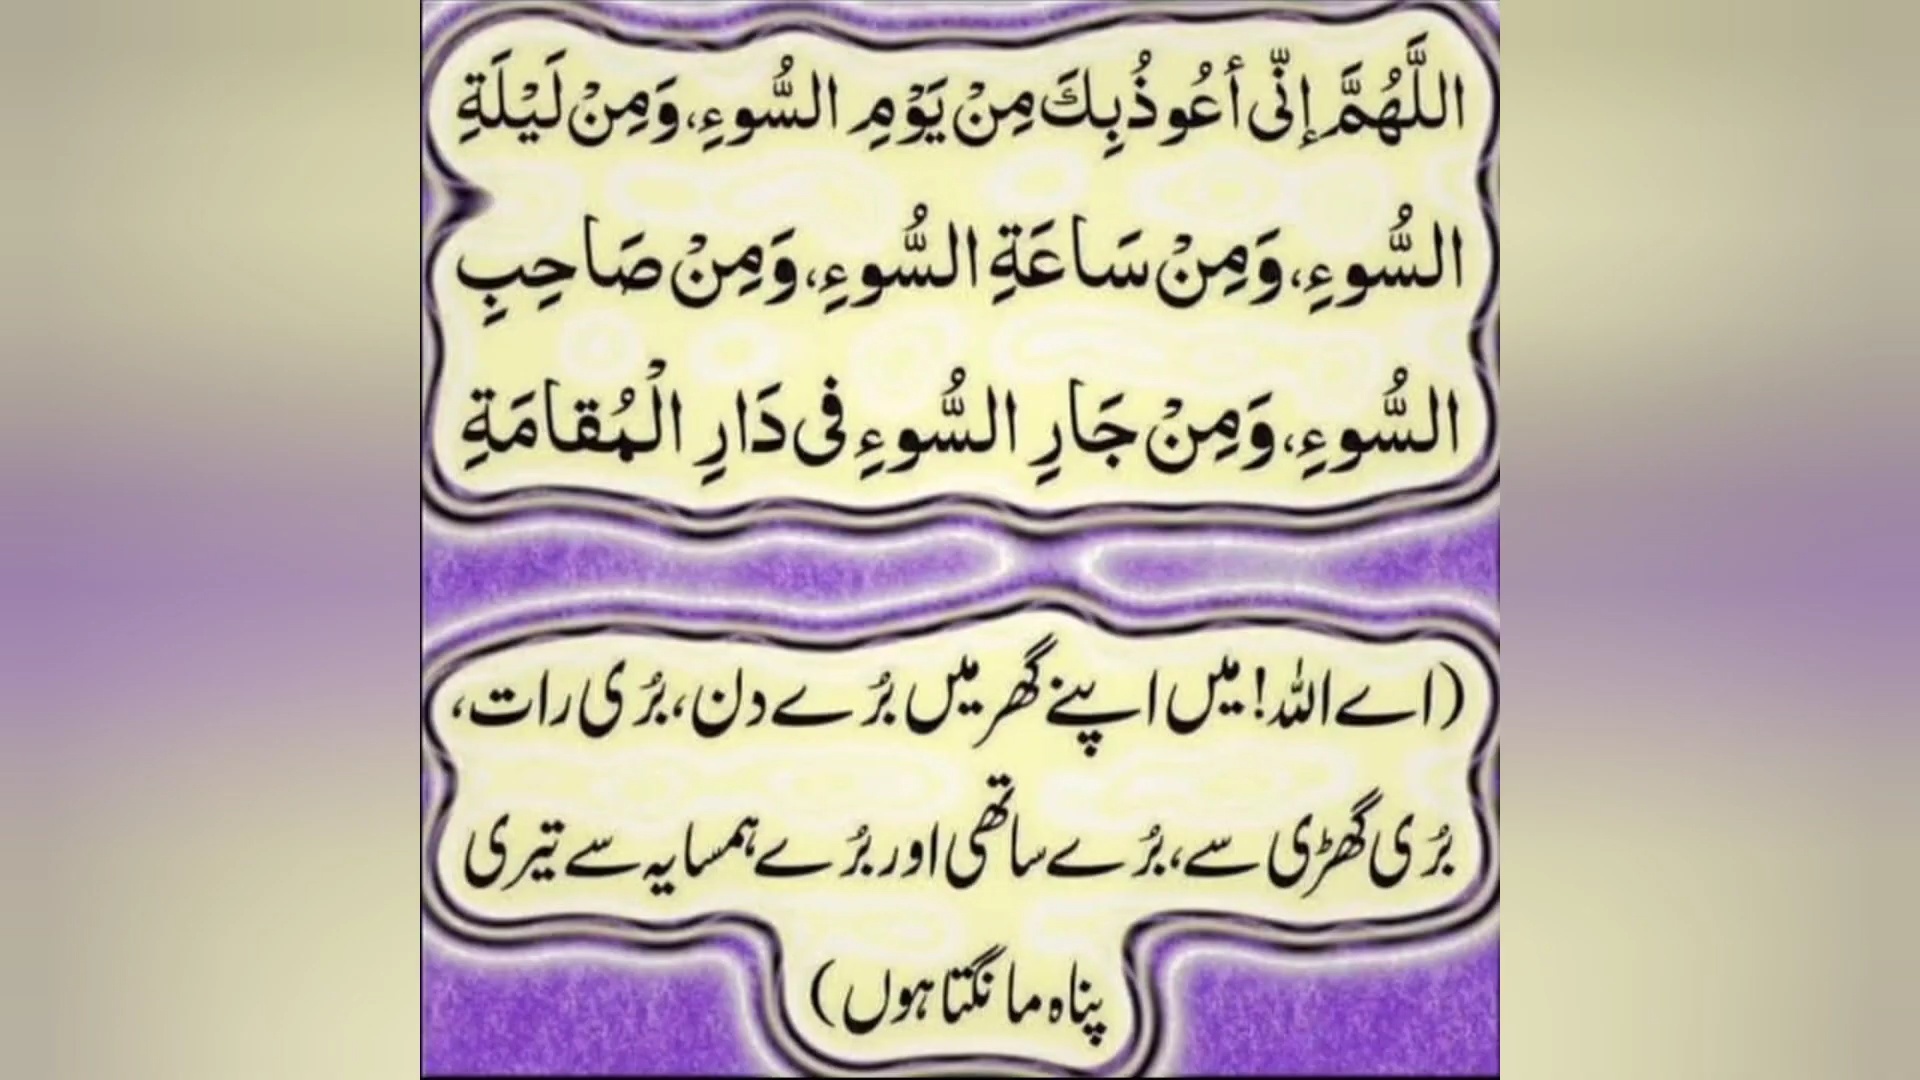 اللَّهُمَّ إِنِّى أَعُوذُ بِكَ مِنْ يَوْمِ السُّوءِ، وَمِنْ لَيْلَةِ
السُّوءِ، وَمِنْ سَاعَةِ السُّوءِ، وَمِنْ صَاحِبِ
السُّوءِ، وَمِنْ جَارِ السُّوءِ فى دَارِ الْمُقَامَةِ
(اے اللہ! میں اپنے گھر میں بُرے دن، بُری رات،
بُری گھڑی سے، بُرے ساتھی اور بُرے ہمسایہ سے تیری
پناہ مانگتا ہوں)